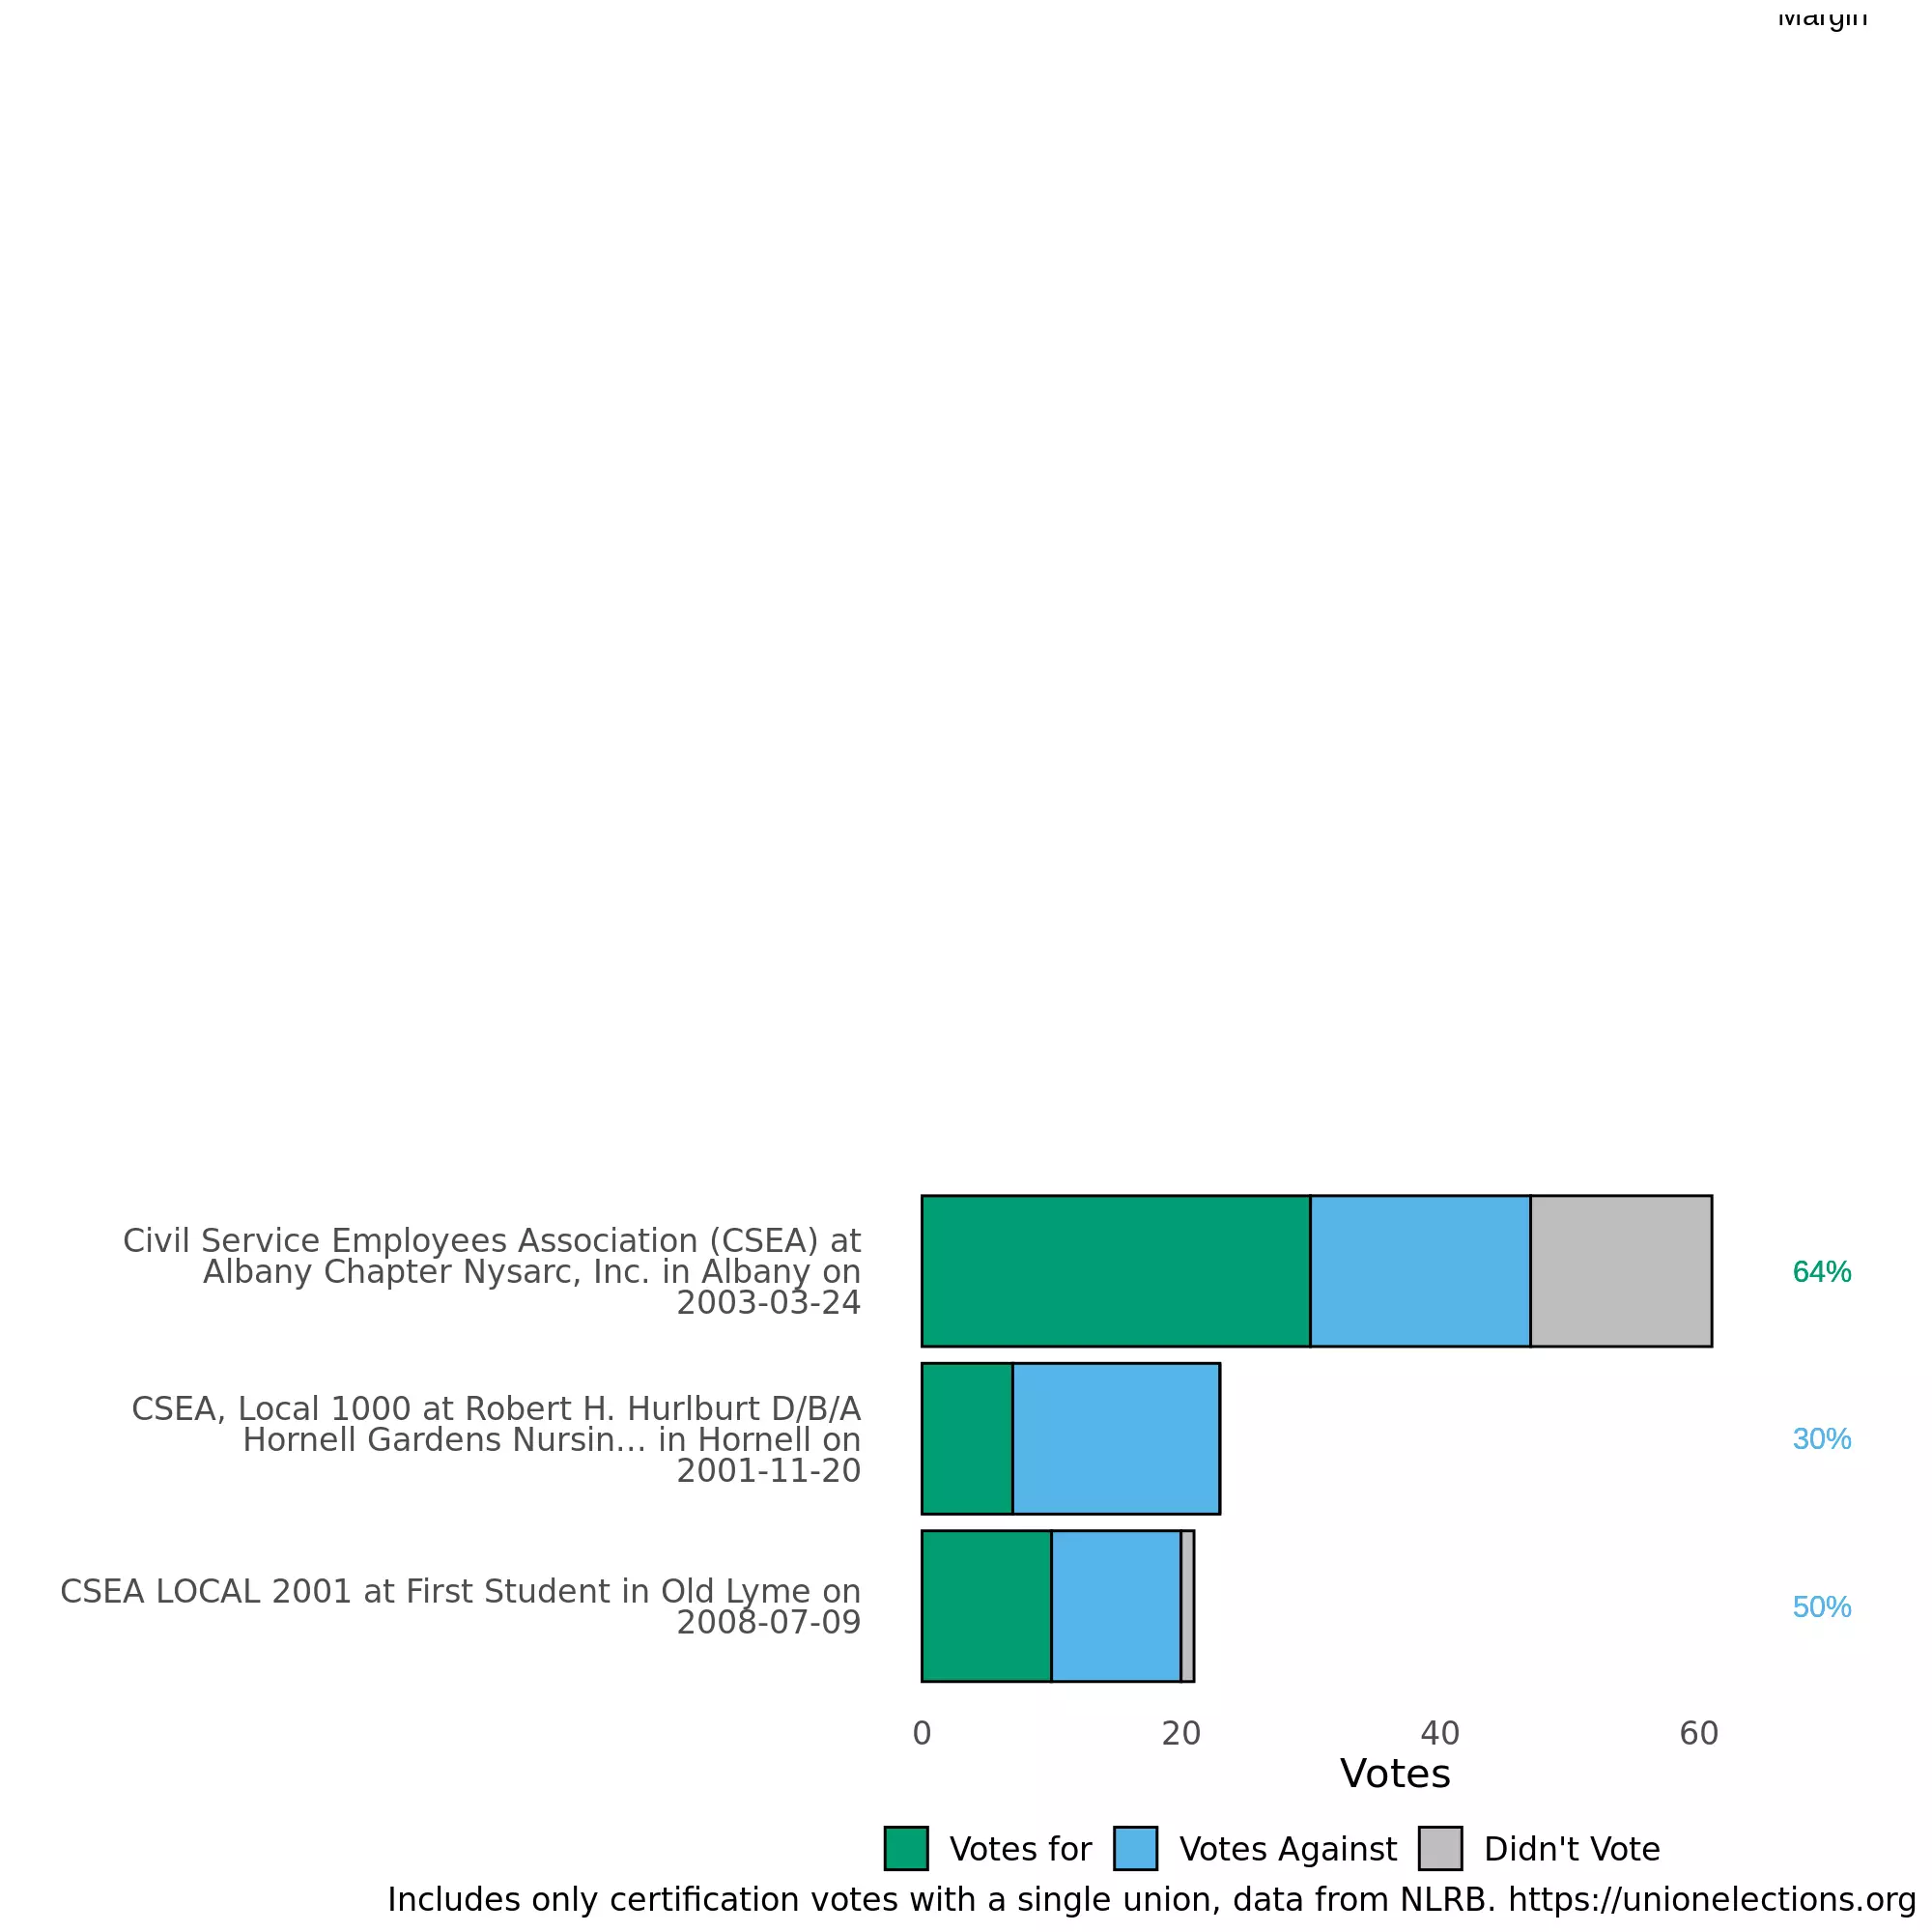 Margin
Civil Service Employees Association (CSEA) at
Albany Chapter Nysarc, Inc. in Albany on
2003-03-24
64%
CSEA, Local 1000 at Robert H. Hurlburt D/B/A
Hornell Gardens Nursin... in Hornell on
2001-11-20
30%
CSEA LOCAL 2001 at First Student in Old Lyme on
2008-07-09
50%
0 20 40 60
Votes
Votes for Votes Against Didn't Vote
Includes only certification votes with a single union, data from NLRB. https://unionelections.org